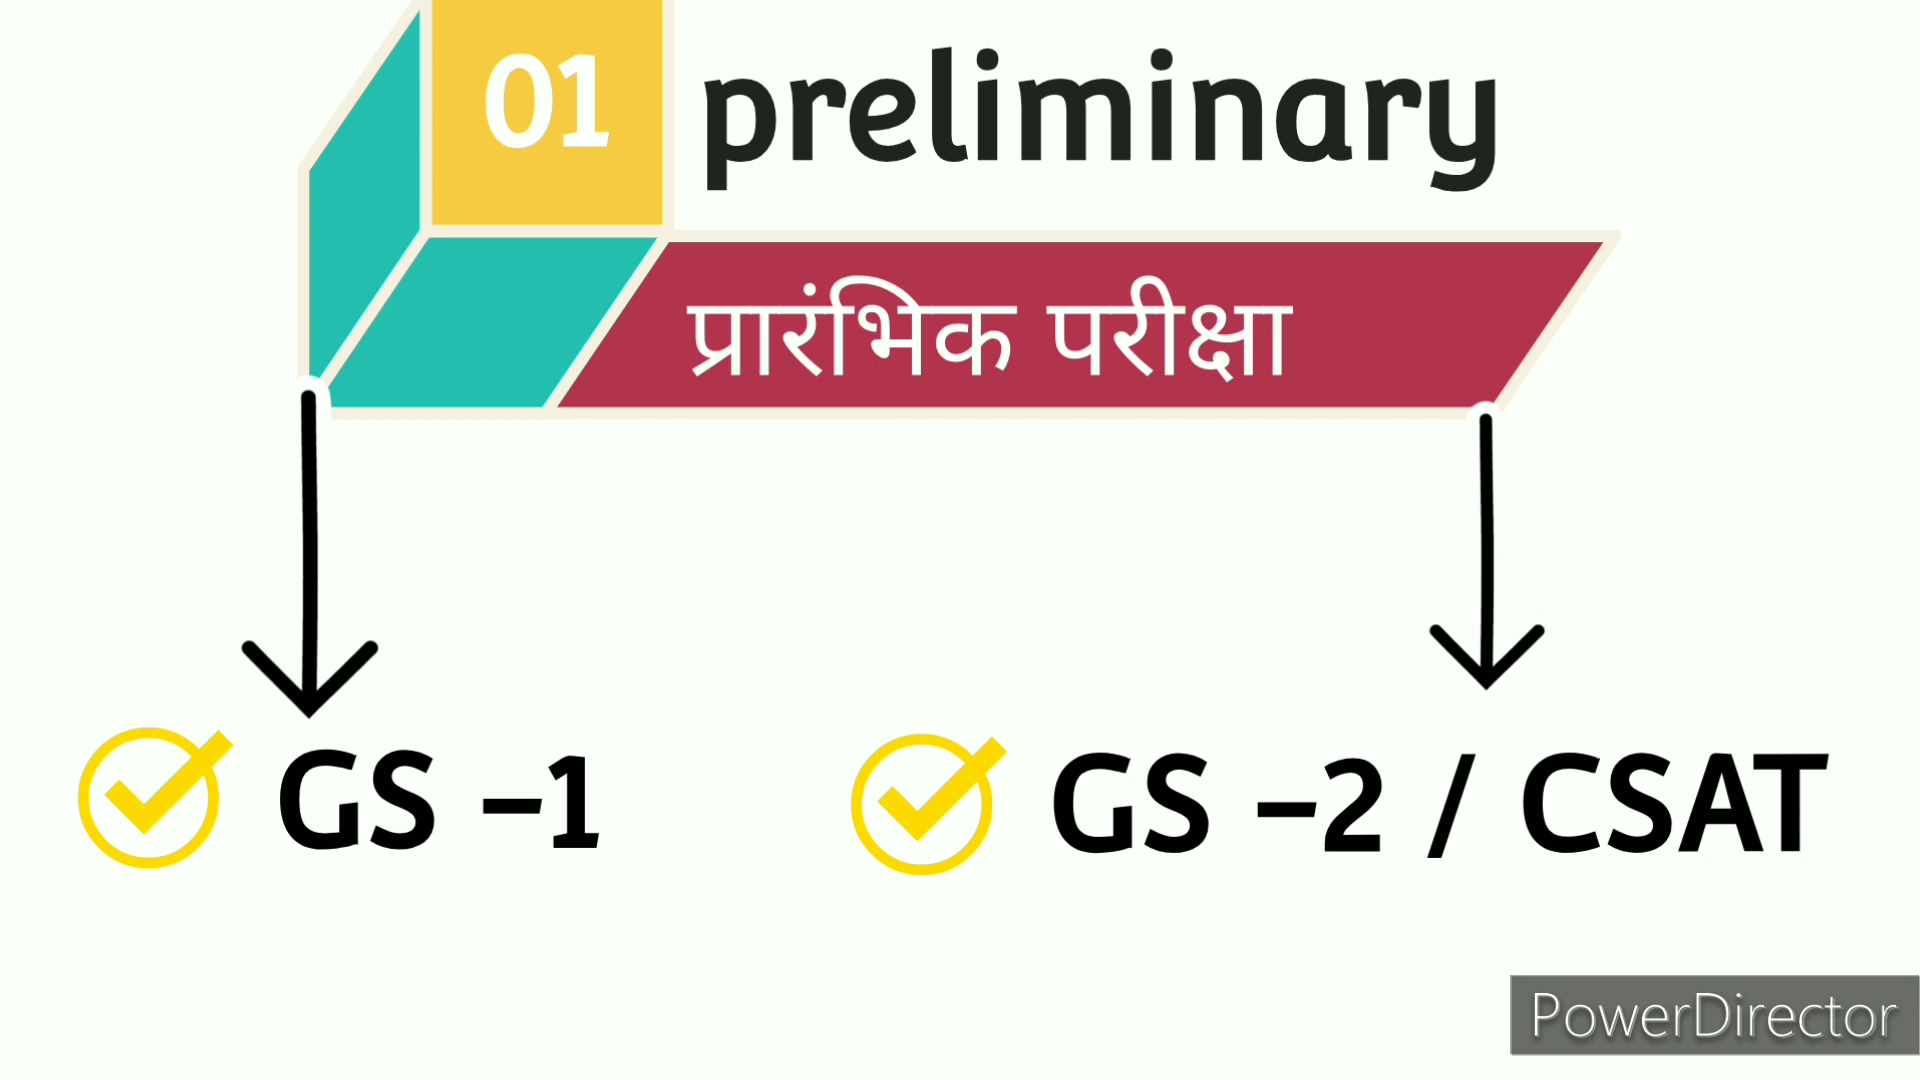 01 preliminary
प्रारंभिक परीक्षा
GS -1
GS -2 / CSAT
PowerDirector